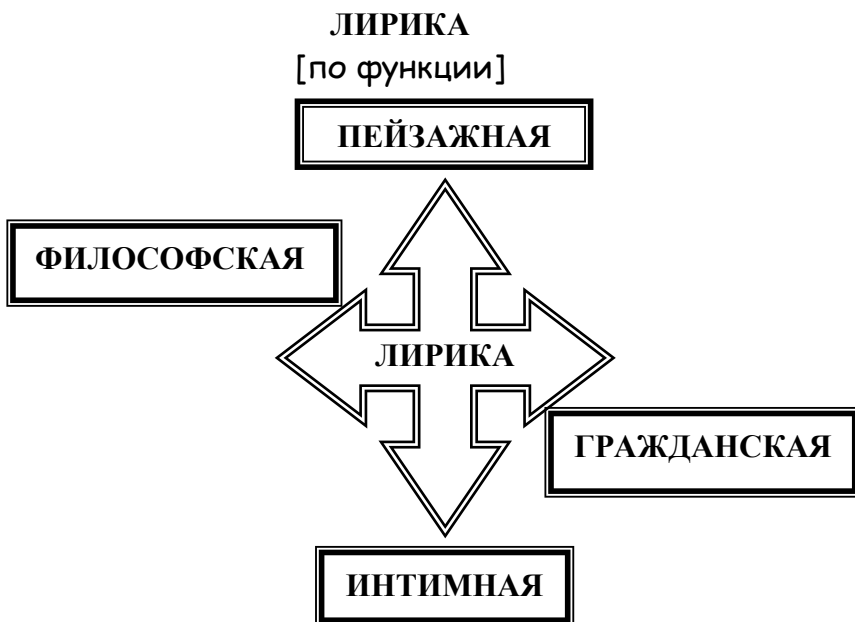 ЛИРИКА
[по функции]
ПЕЙЗАЖНАЯ
ФИЛОСОФСКАЯ
ЛИРИКА
ГРАЖДАНСКАЯ
ИНТИМНАЯ